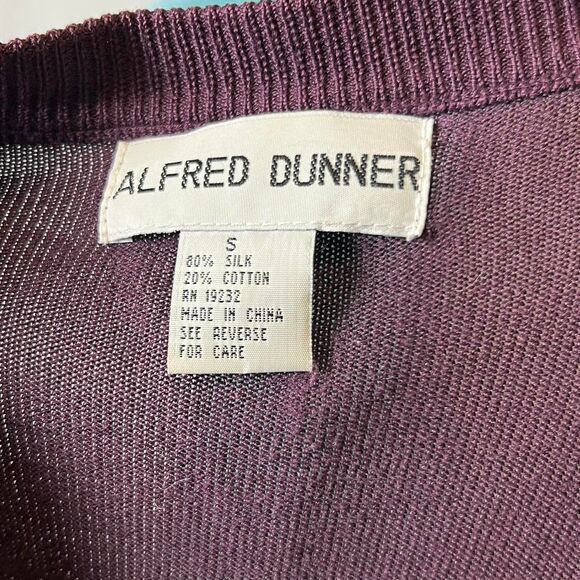 ALFRED DUNNER
S
80% SILK
20% COTTON
RN 19232
MADE IN CHINA
SEE REVERSE
FOR CARE